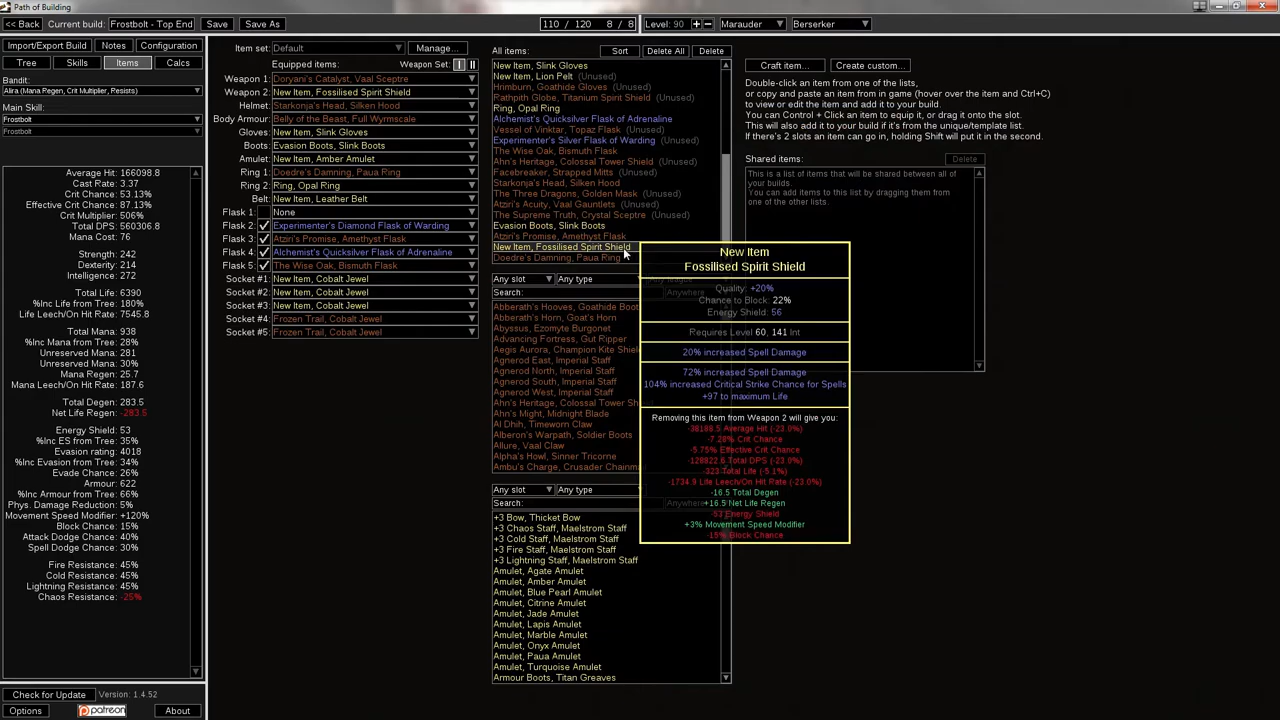 Path of Building
<< Back
Current build:
Frostbolt - Top End
Save
Save As
110 / 120
8 / 8
Level: 90
+
-
Marauder
Berserker
Import/Export Build
Notes
Configuration
Tree
Skills
Items
Calcs
Bandit:
Alira (Mana Regen, Crit Multiplier, Resists)
Main Skill:
Frostbolt
Frostbolt
Average Hit: 166098.8
Cast Rate: 3.37
Crit Chance: 53.13%
Effective Crit Chance: 87.13%
Crit Multiplier: 506%
Total DPS: 560306.8
Mana Cost: 76
Strength: 242
Dexterity: 214
Intelligence: 272
Total Life: 6390
%Inc Life from Tree: 180%
Life Leech/On Hit Rate: 7545.8
Total Mana: 938
%Inc Mana from Tree: 28%
Unreserved Mana: 281
Unreserved Mana: 30%
Mana Regen: 25.7
Mana Leech/On Hit Rate: 187.6
Total Degen: 283.5
Net Life Regen: -283.5
Energy Shield: 53
%Inc ES from Tree: 35%
Evasion rating: 4018
%Inc Evasion from Tree: 34%
Evade Chance: 26%
Armour: 622
%Inc Armour from Tree: 66%
Phys. Damage Reduction: 5%
Movement Speed Modifier: +120%
Block Chance: 15%
Attack Dodge Chance: 40%
Spell Dodge Chance: 30%
Fire Resistance: 45%
Cold Resistance: 45%
Lightning Resistance: 45%
Chaos Resistance: -25%
Check for Update
Version: 1.4.52
Options
patreon
About
Item set: Default
Manage...
Equipped items:
Weapon Set: I II
Weapon 1: Doryani's Catalyst, Vaal Sceptre
Weapon 2: New Item, Fossilised Spirit Shield
Helmet: Starkonja's Head, Silken Hood
Body Armour: Belly of the Beast, Full Wyrmscale
Gloves: New Item, Slink Gloves
Boots: Evasion Boots, Slink Boots
Amulet: New Item, Amber Amulet
Ring 1: Doedre's Damning, Paua Ring
Ring 2: Ring, Opal Ring
Belt: New Item, Leather Belt
Flask 1: None
Flask 2: Experimenter's Diamond Flask of Warding
Flask 3: Atziri's Promise, Amethyst Flask
Flask 4: Alchemist's Quicksilver Flask of Adrenaline
Flask 5: The Wise Oak, Bismuth Flask
Socket #1: New Item, Cobalt Jewel
Socket #2: New Item, Cobalt Jewel
Socket #3: New Item, Cobalt Jewel
Socket #4: Frozen Trail, Cobalt Jewel
Socket #5: Frozen Trail, Cobalt Jewel
All items:
Sort
Delete All
Delete
New Item, Slink Gloves
New Item, Lion Pelt (Unused)
Hrimburn, Goathide Gloves (Unused)
Rathpith Globe, Titanium Spirit Shield (Unused)
Ring, Opal Ring
Alchemist's Quicksilver Flask of Adrenaline
Vessel of Vinktar, Topaz Flask (Unused)
Experimenter's Silver Flask of Warding (Unused)
The Wise Oak, Bismuth Flask
Ahn's Heritage, Colossal Tower Shield (Unused)
Facebreaker, Strapped Mitts (Unused)
Starkonja's Head, Silken Hood
The Three Dragons, Golden Mask (Unused)
Atziri's Acuity, Vaal Gauntlets (Unused)
The Supreme Truth, Crystal Sceptre (Unused)
Evasion Boots, Slink Boots
Atziri's Promise, Amethyst Flask
New Item, Fossilised Spirit Shield
Doedre's Damning, Paua Ring
Any slot
Any type
Any league
Search:
Anywhere
Abberath's Hooves, Goathide Boot
Abberath's Horn, Goat's Horn
Abyssus, Ezomyte Burgonet
Advancing Fortress, Gut Ripper
Aegis Aurora, Champion Kite Shield
Agnerod East, Imperial Staff
Agnerod North, Imperial Staff
Agnerod South, Imperial Staff
Agnerod West, Imperial Staff
Ahn's Heritage, Colossal Tower Sh
Ahn's Might, Midnight Blade
Al Dhih, Timeworn Claw
Alberon's Warpath, Soldier Boots
Allure, Vaal Claw
Alpha's Howl, Sinner Tricorne
Ambu's Charge, Crusader Chainma
Any slot
Any type
Search:
Anywhere
+3 Bow, Thicket Bow
+3 Chaos Staff, Maelstrom Staff
+3 Cold Staff, Maelstrom Staff
+3 Fire Staff, Maelstrom Staff
+3 Lightning Staff, Maelstrom Staff
Amulet, Agate Amulet
Amulet, Amber Amulet
Amulet, Blue Pearl Amulet
Amulet, Citrine Amulet
Amulet, Jade Amulet
Amulet, Lapis Amulet
Amulet, Marble Amulet
Amulet, Onyx Amulet
Amulet, Paua Amulet
Amulet, Turquoise Amulet
Armour Boots, Titan Greaves
New Item
Fossilised Spirit Shield
Quality: +20%
Chance to Block: 22%
Energy Shield: 56
Requires Level 60, 141 Int
20% increased Spell Damage
72% increased Spell Damage
104% increased Critical Strike Chance for Spells
+97 to maximum Life
Removing this item from Weapon 2 will give you:
-38188.5 Average Hit (-23.0%)
-7.28% Crit Chance
-5.75% Effective Crit Chance
-128822.6 Total DPS (-23.0%)
-323 Total Life (-5.1%)
-1734.9 Life Leech/On Hit Rate (-23.0%)
-16.5 Total Degen
+16.5 Net Life Regen
-53 Energy Shield
+3% Movement Speed Modifier
-15% Block Chance
Craft item...
Create custom...
Double-click an item from one of the lists,
or copy and paste an item from in game (hover over the item and Ctrl+C)
to view or edit the item and add it to your build.
You can Control + Click an item to equip it, or drag it onto the slot.
This will also add it to your build if it's from the unique/template list.
If there's 2 slots an item can go in, holding Shift will put it in the second.
Shared items:
Delete
This is a list of items that will be shared between all of
your builds.
You can add items to this list by dragging them from
one of the other lists.